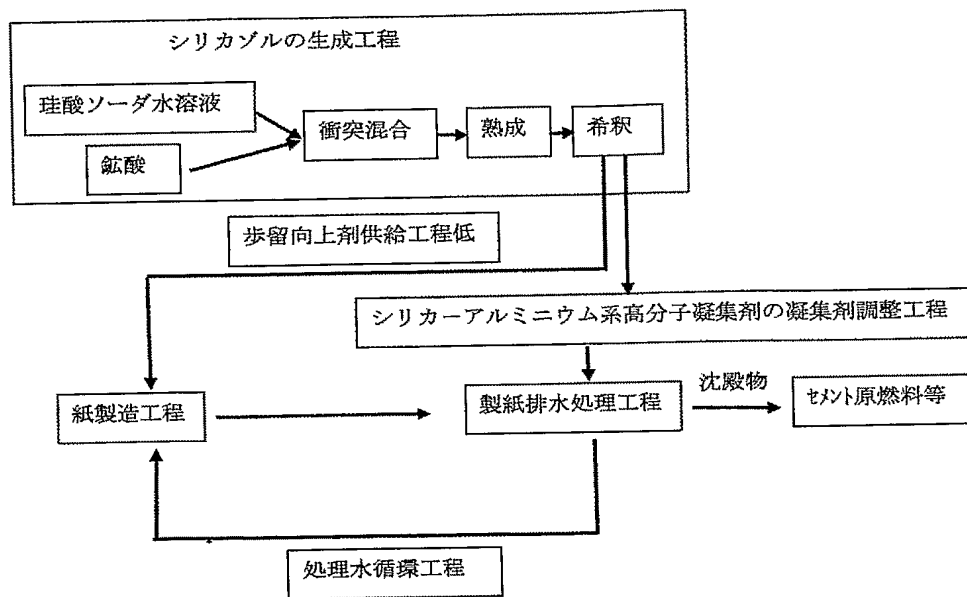 シリカゾルの生成工程
珪酸ソーダ水溶液
鉱酸
衝突混合
熟成
希釈
歩留向上剤供給工程低
シリカーアルミニウム系高分子凝集剤の凝集剤調整工程
紙製造工程
製紙排水処理工程
沈殿物
セメント原燃料等
処理水循環工程